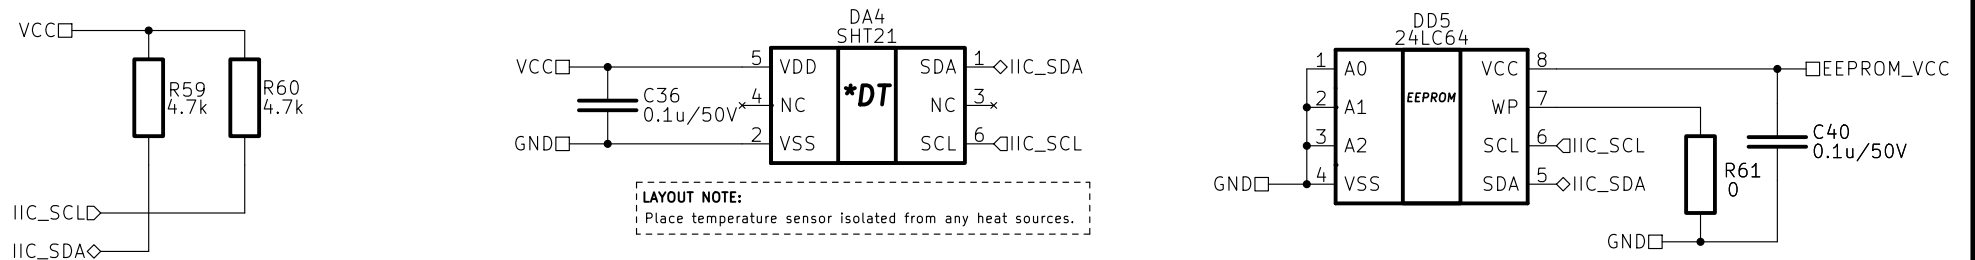 VCC
R59
4.7k
R60
4.7k
IIC_SCL
IIC_SDA
DA4
SHT21
VCC
5 VDD
SDA 1 IIC_SDA
*DT
C36
0.1u/50V
4 NC
NC 3
GND
2 VSS
SCL 6 IIC_SCL
LAYOUT NOTE:
Place temperature sensor isolated from any heat sources.
DD5
24LC64
1 A0
VCC 8
EEPROM_VCC
EEPROM
2 A1
WP 7
3 A2
SCL 6 IIC_SCL
GND
4 VSS
SDA 5 IIC_SDA
C40
0.1u/50V
R61
0
GND